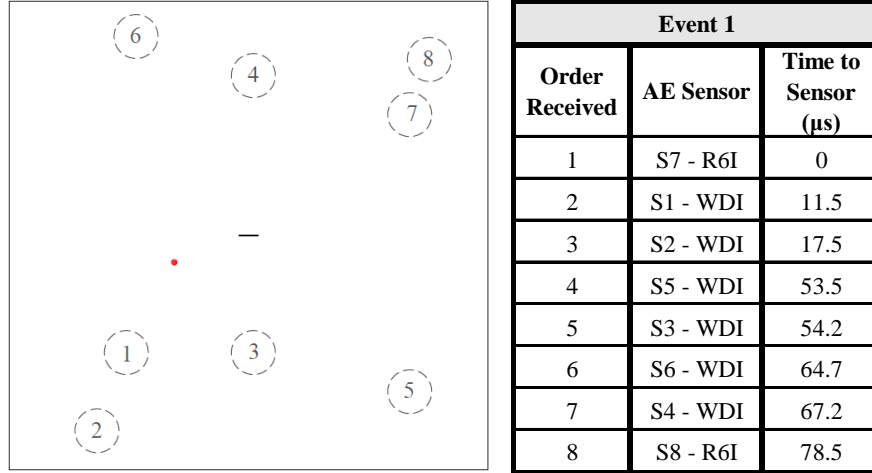 6
4
8
7
1
3
5
2
Event 1
Order Received AE Sensor Time to Sensor (µs)
1 S7 - R6I 0
2 S1 - WDI 11.5
3 S2 - WDI 17.5
4 S5 - WDI 53.5
5 S3 - WDI 54.2
6 S6 - WDI 64.7
7 S4 - WDI 67.2
8 S8 - R6I 78.5